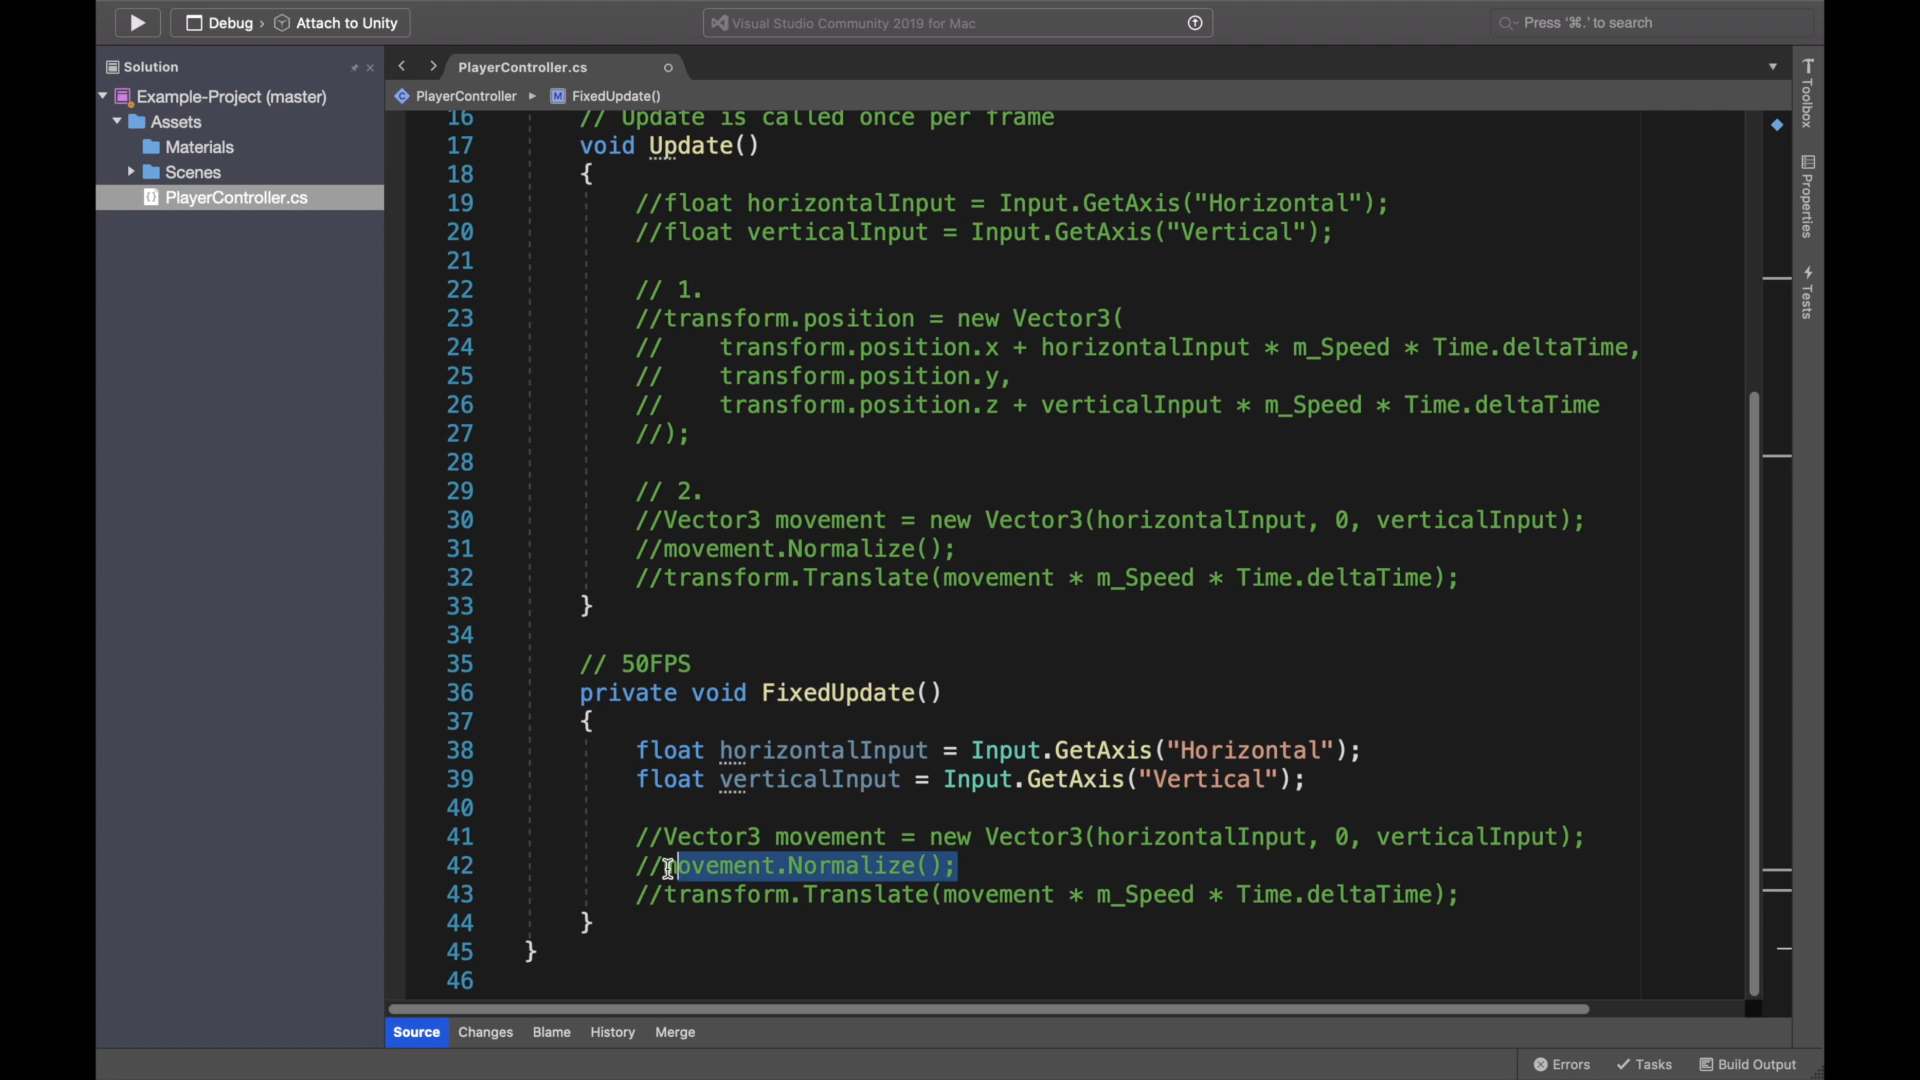 Debug › Attach to Unity
Visual Studio Community 2019 for Mac
Press '⌘.' to search
Solution
Example-Project (master)
Assets
Materials
Scenes
PlayerController.cs
PlayerController.cs
PlayerController ▸ M FixedUpdate()
16 // Update is called once per frame
17 void Update()
18 {
19 //float horizontalInput = Input.GetAxis("Horizontal");
20 //float verticalInput = Input.GetAxis("Vertical");
21
22 // 1.
23 //transform.position = new Vector3(
24 //    transform.position.x + horizontalInput * m_Speed * Time.deltaTime,
25 //    transform.position.y,
26 //    transform.position.z + verticalInput * m_Speed * Time.deltaTime
27 //);
28
29 // 2.
30 //Vector3 movement = new Vector3(horizontalInput, 0, verticalInput);
31 //movement.Normalize();
32 //transform.Translate(movement * m_Speed * Time.deltaTime);
33 }
34
35 // 50FPS
36 private void FixedUpdate()
37 {
38 float horizontalInput = Input.GetAxis("Horizontal");
39 float verticalInput = Input.GetAxis("Vertical");
40
41 //Vector3 movement = new Vector3(horizontalInput, 0, verticalInput);
42 //movement.Normalize();
43 //transform.Translate(movement * m_Speed * Time.deltaTime);
44 }
45 }
46
Source Changes Blame History Merge
Errors Tasks Build Output
Toolbox
Properties
Tests